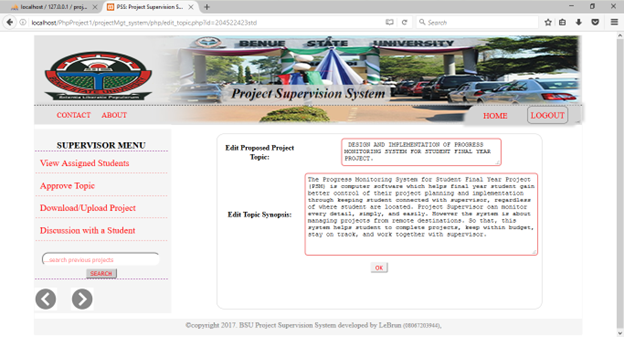 localhost / 127.0.0.1 / proj...
PSS: Project Supervision S...
localhost/PhpProject1/projectMgt_system/php/edit_topic.php?id=204522423std
Search
BENUE STATE UNIVERSITY
Project Supervision System
CONTACT ABOUT
HOME LOGOUT
SUPERVISOR MENU
View Assigned Students
Approve Topic
Download/Upload Project
Discussion with a Student
...search previous projects
SEARCH
Edit Proposed Project
Topic:
DESIGN AND IMPLEMENTATION OF PROGRESS
MONITORING SYSTEM FOR STUDENT FINAL YEAR
PROJECT.
Edit Topic Synopsis:
The Progress Monitoring System for Student Final Year Project
(PSM) is computer software which helps final year student gain
better control of their project planning and implementation
through keeping student connected with supervisor, regardless
of where student are located. Project Supervisor can monitor
every detail, simply, and easily. However the system is about
managing projects from remote destinations. So that, this
system helps student to complete projects, keep within budget,
stay on track, and work together with supervisor.
OK
©copyright 2017. BSU Project Supervision System developed by LeBrun (08067203944),